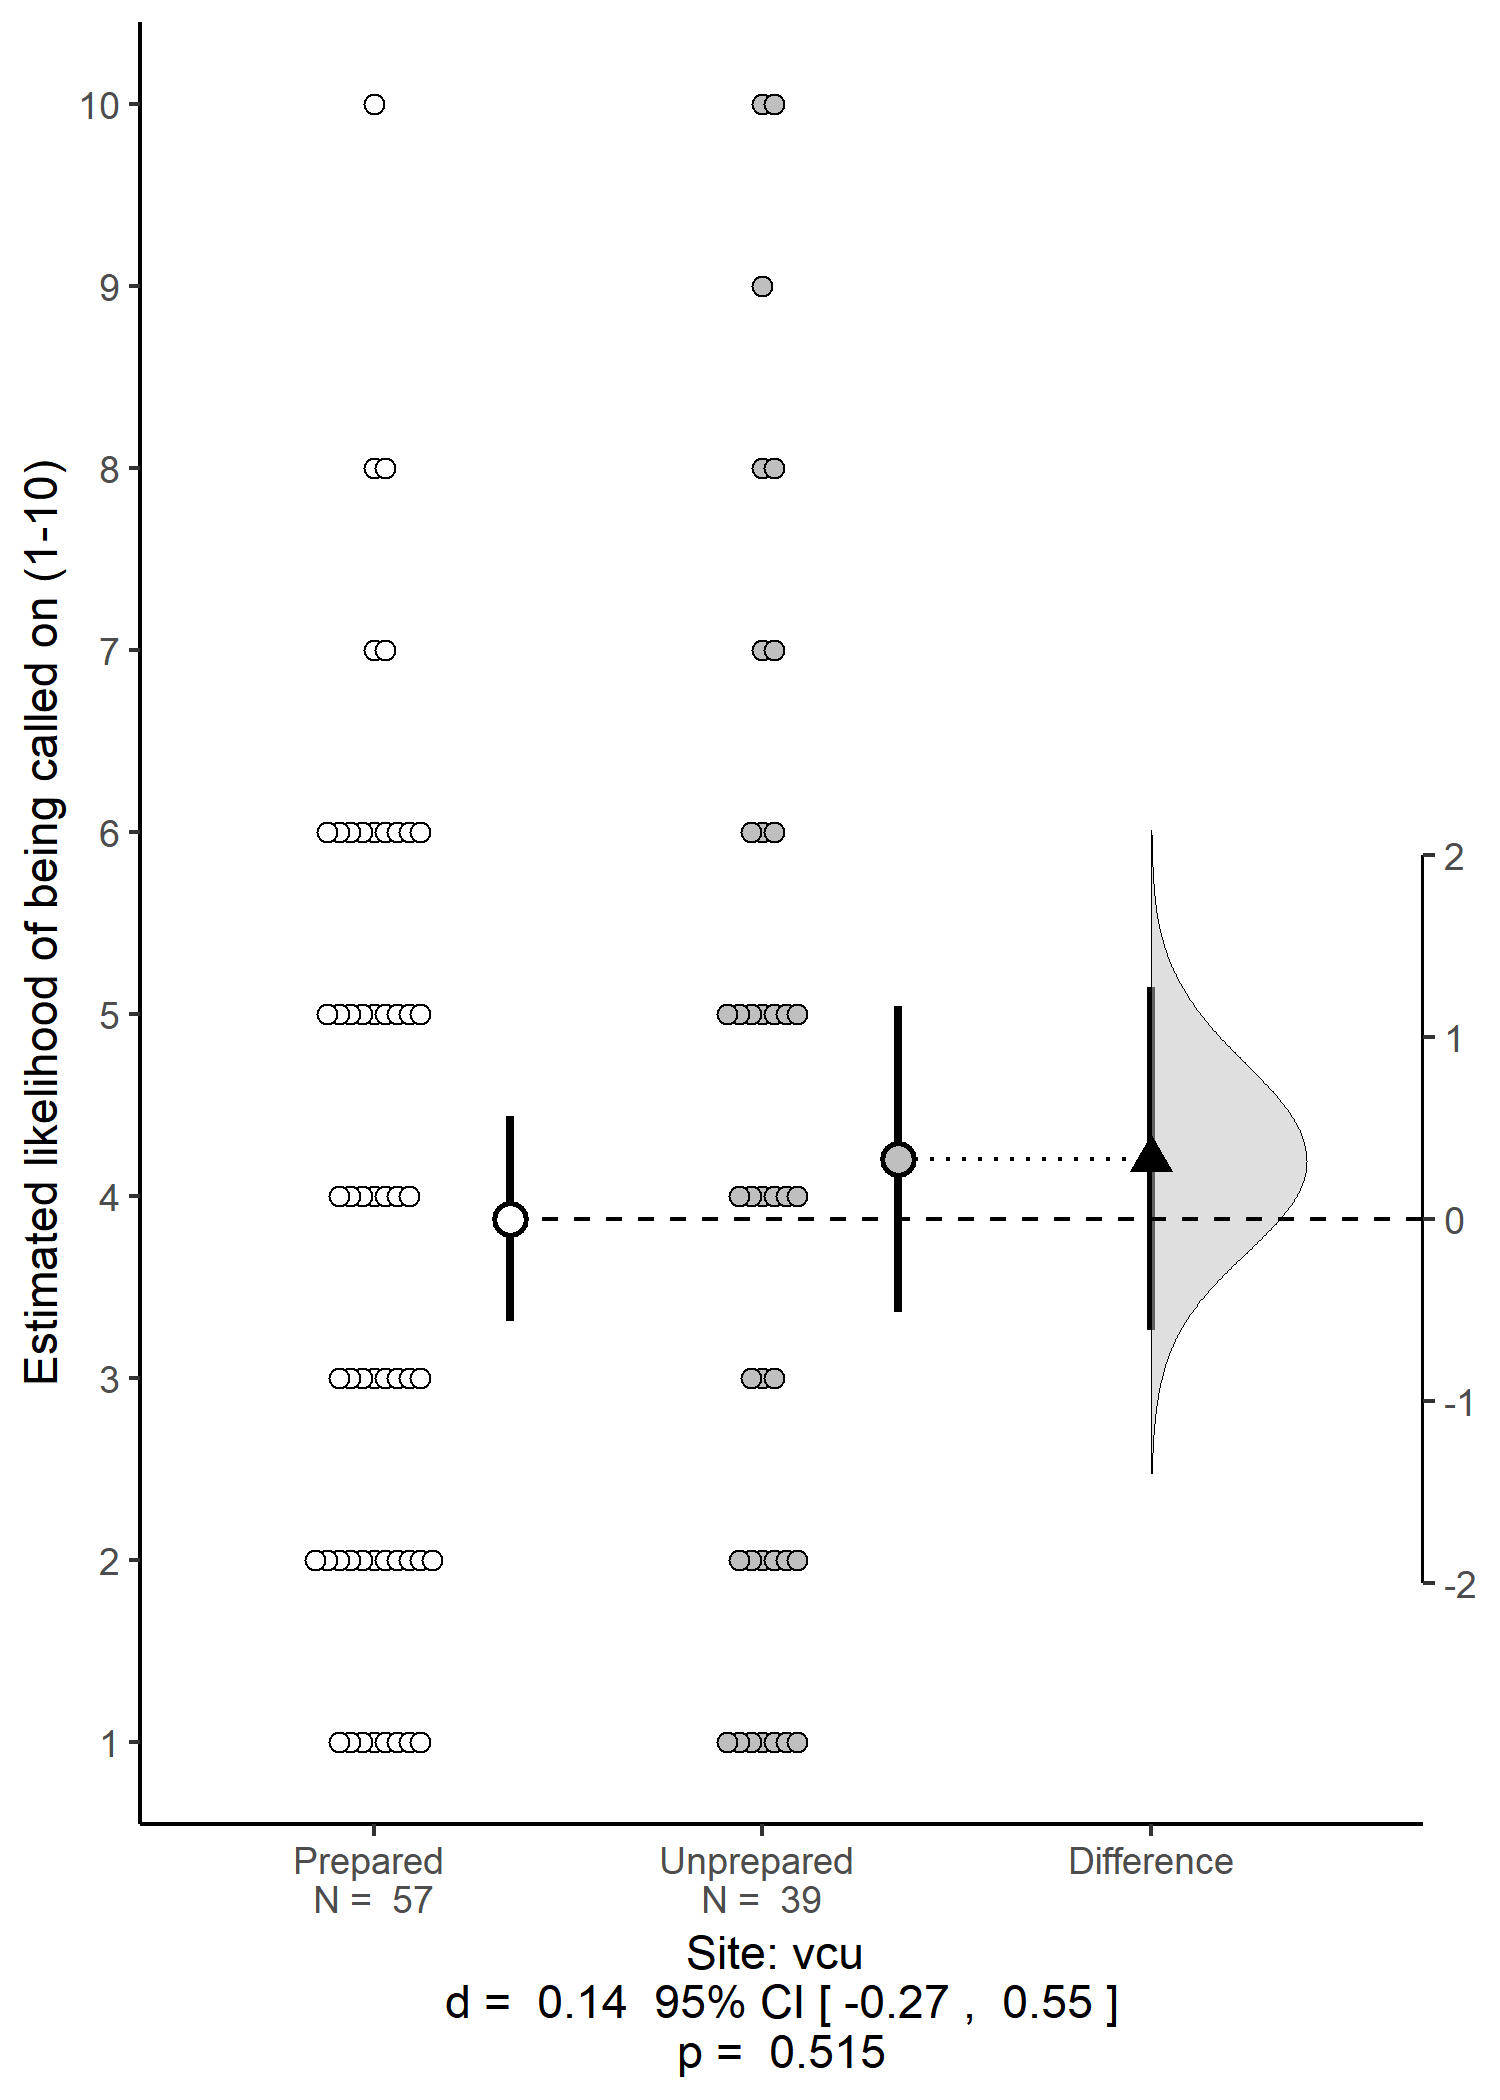 Estimated likelihood of being called on (1-10)
10
9
8
7
6
5
4
3
2
1
2
1
0
-1
-2
Prepared
N =  57
Unprepared
N =  39
Difference
Site: vcu
d =  0.14  95% CI [ -0.27 ,  0.55 ]
p =  0.515